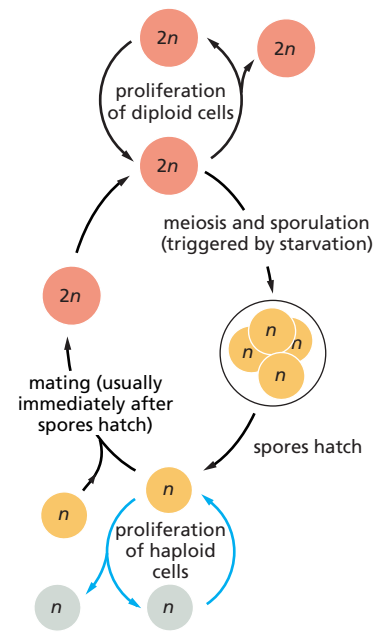 2n
2n
proliferation
of diploid cells
2n
meiosis and sporulation
(triggered by starvation)
2n
n
n
n
n
mating (usually
immediately after
spores hatch)
spores hatch
n
n
proliferation
of haploid
cells
n
n